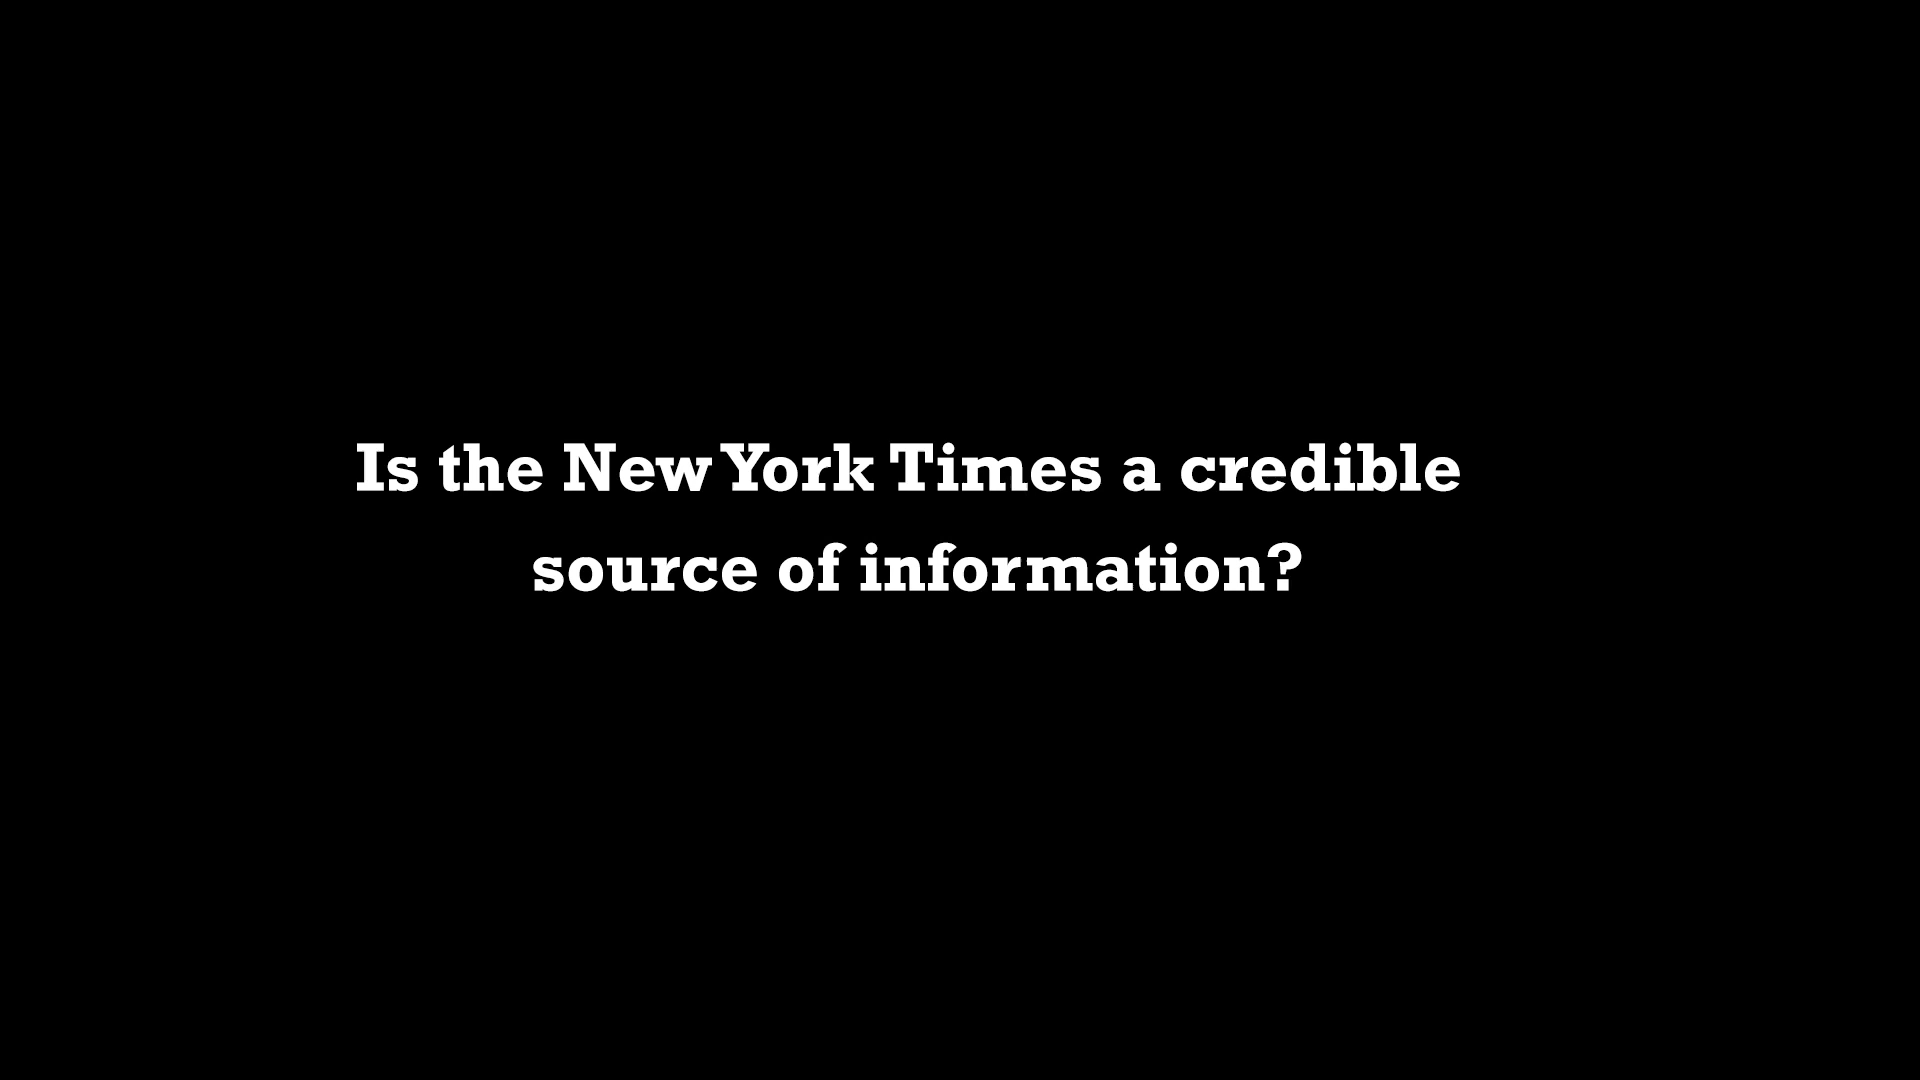 Is the New York Times a credible
source of information?